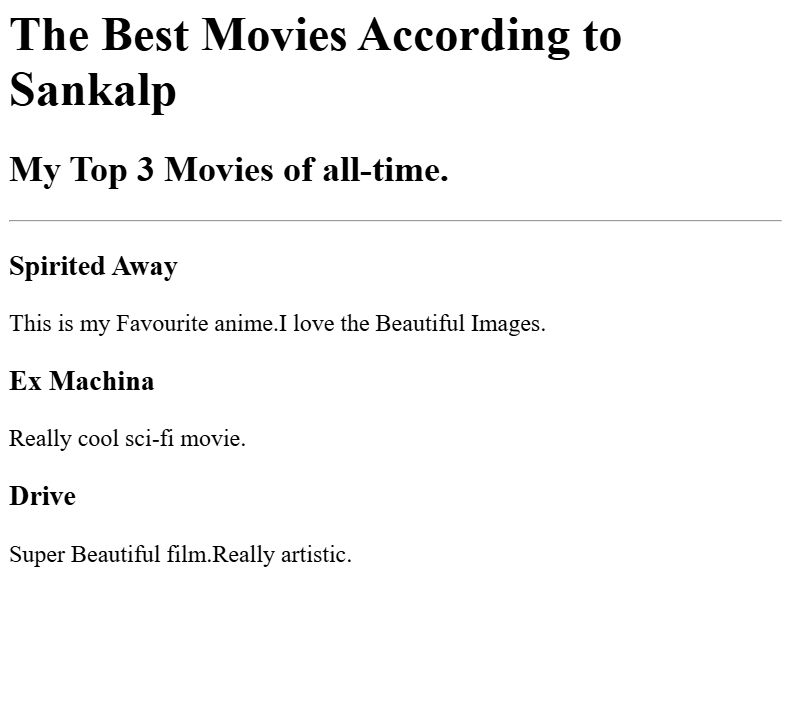 The Best Movies According to
Sankalp
My Top 3 Movies of all-time.
Spirited Away
This is my Favourite anime.I love the Beautiful Images.
Ex Machina
Really cool sci-fi movie.
Drive
Super Beautiful film.Really artistic.